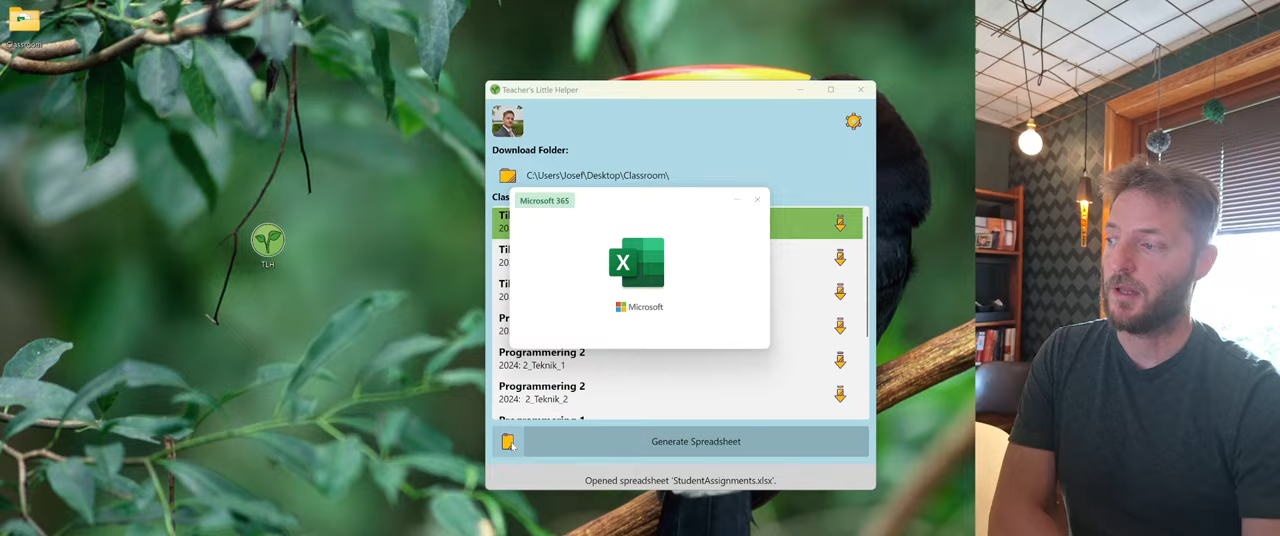 Classroom
Teacher's Little Helper
Download Folder:
C:\Users\Josef\Desktop\Classroom\
Microsoft 365
X
Microsoft
TLH
Programmering 2
2024: 2_Teknik_1
Programmering 2
2024: 2_Teknik_2
Generate Spreadsheet
Opened spreadsheet 'StudentAssignments.xlsx'.